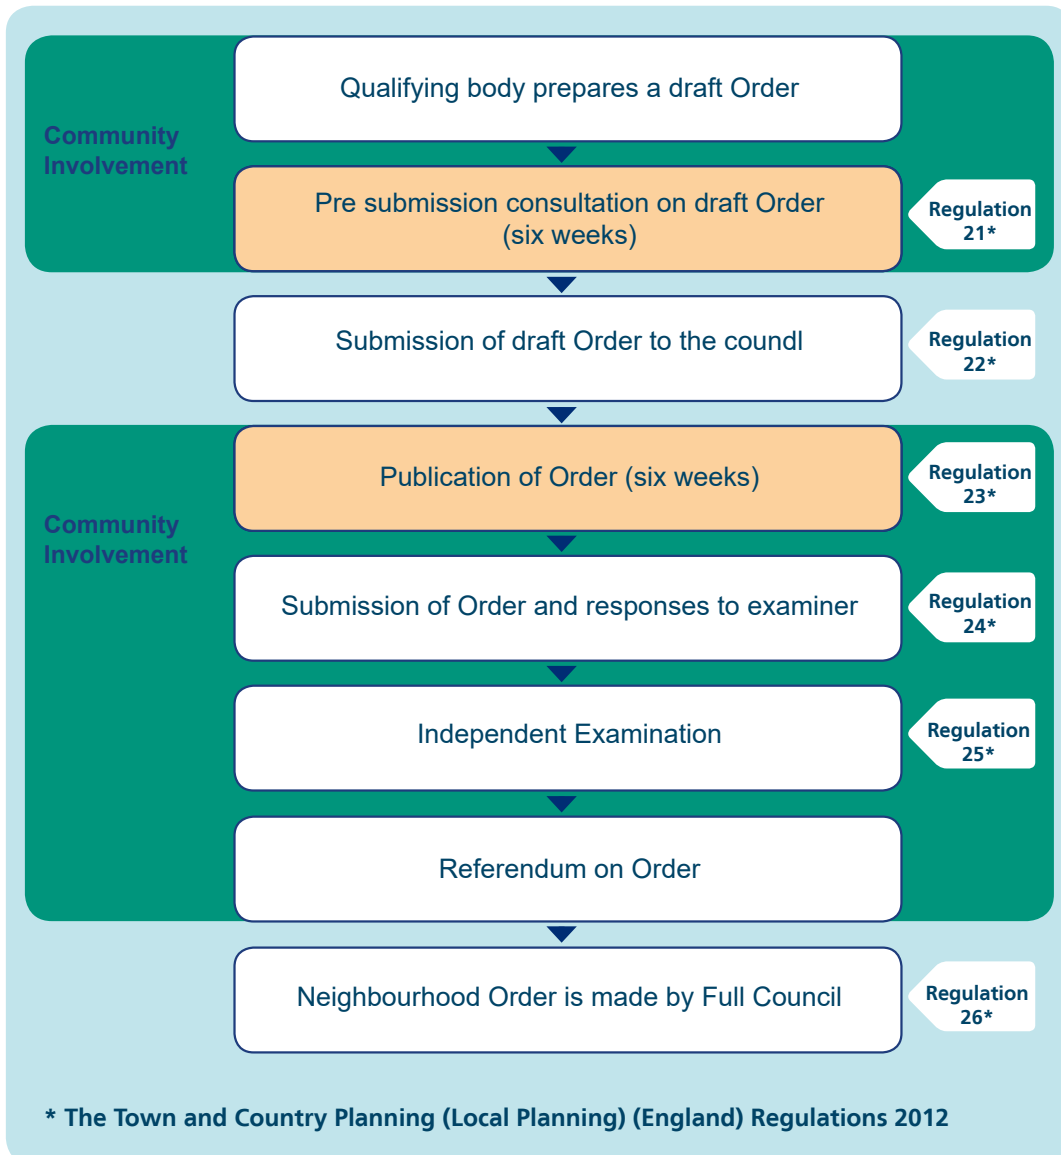 Qualifying body prepares a draft Order
Community
Involvement
Pre submission consultation on draft Order
(six weeks)
Regulation
21*
Submission of draft Order to the coundl
Regulation
22*
Publication of Order (six weeks)
Regulation
23*
Community
Involvement
Submission of Order and responses to examiner
Regulation
24*
Independent Examination
Regulation
25*
Referendum on Order
Neighbourhood Order is made by Full Council
Regulation
26*
* The Town and Country Planning (Local Planning) (England) Regulations 2012